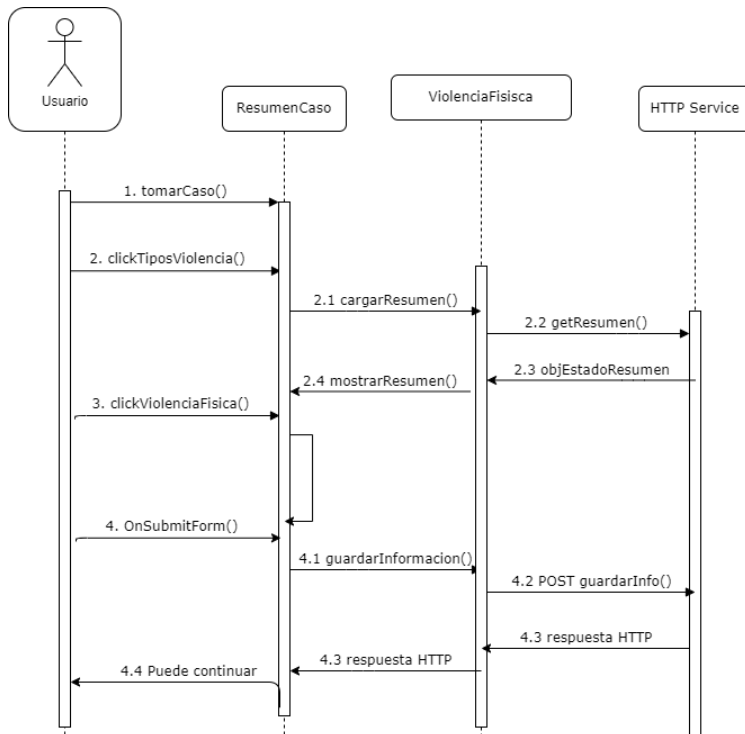 Usuario
ResumenCaso
ViolenciaFisisca
HTTP Service
1. tomarCaso()
2. clickTiposViolencia()
2.1 cargarResumen()
2.2 getResumen()
2.3 objEstadoResumen
2.4 mostrarResumen()
3. clickViolenciaFisica()
4. OnSubmitForm()
4.1 guardarInformacion()
4.2 POST guardarInfo()
4.3 respuesta HTTP
4.3 respuesta HTTP
4.4 Puede continuar